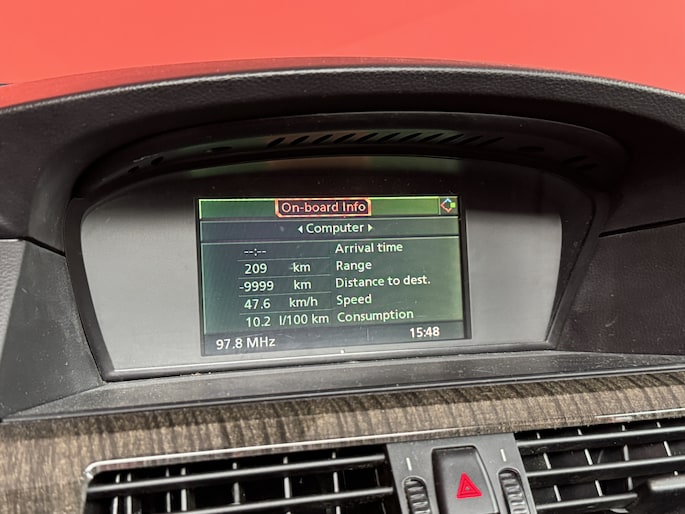 On-board Info
Computer
--:-- Arrival time
209 km Range
-9999 km Distance to dest.
47.6 km/h Speed
10.2 l/100 km Consumption
97.8 MHz 15:48